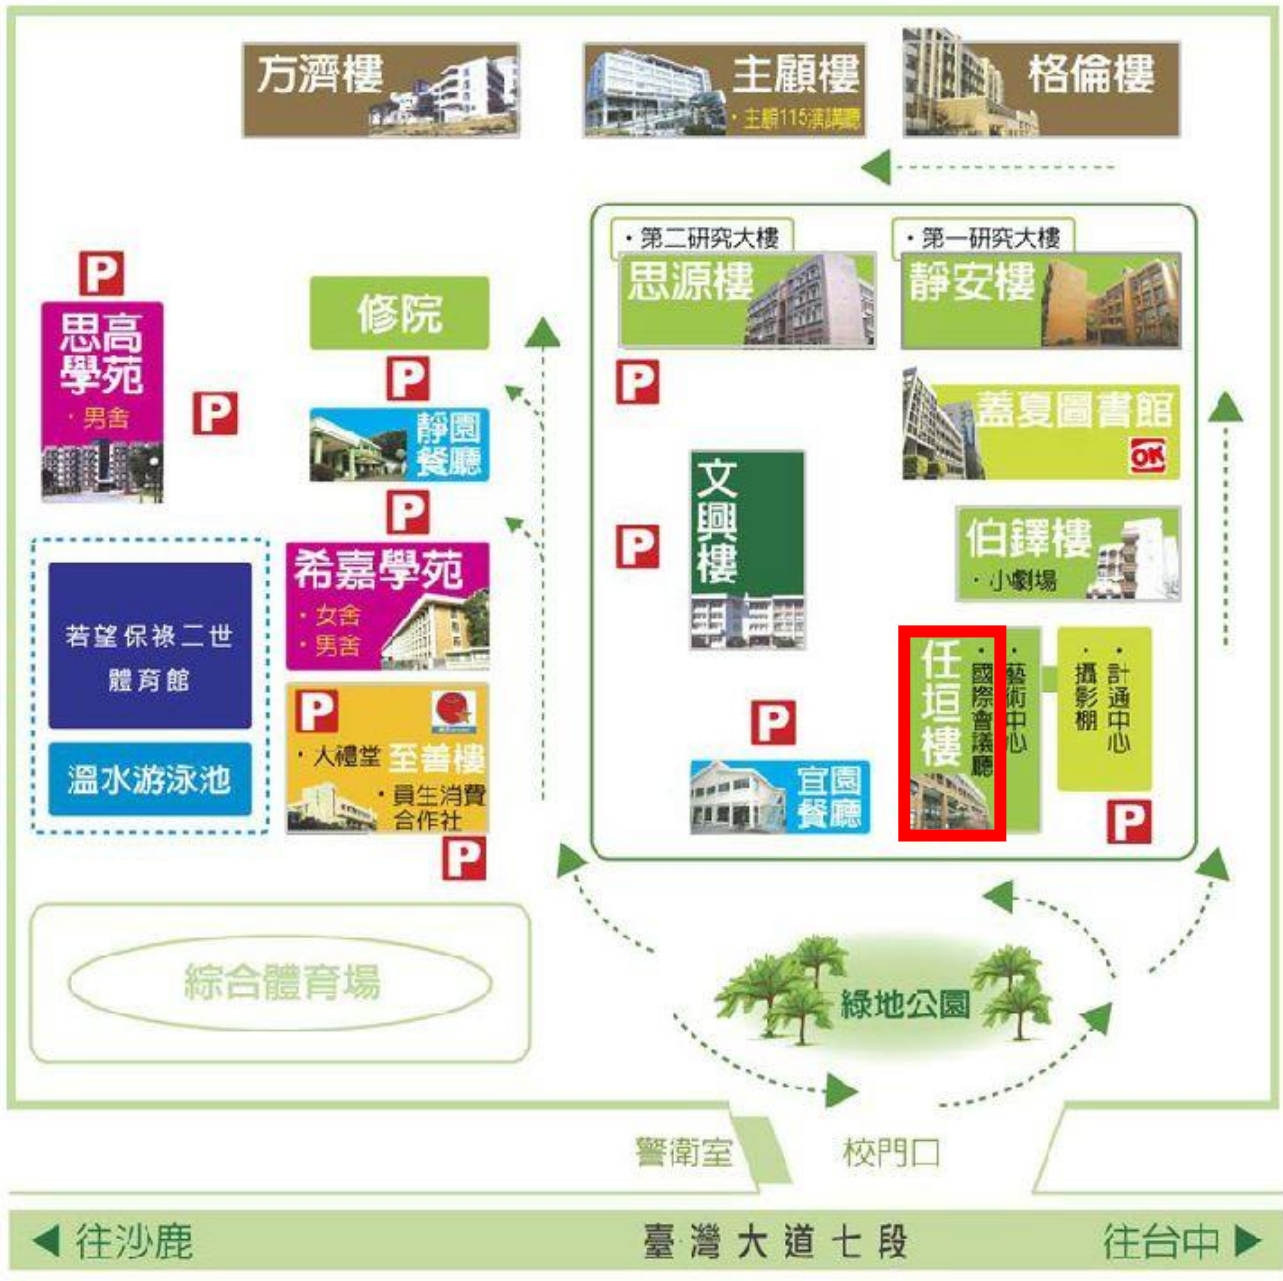 方濟樓
主顧樓
・主顧115演講廳
格倫樓
・第二研究大樓
思源樓
・第一研究大樓
靜安樓
P
思高
學苑
・男舍
P
修院
P
靜園
餐廳
P
希嘉學苑
・女舍
・男舍
P
・大禮堂 至善樓
・員生消費
合作社
P
若望保祿二世
體育館
溫水游泳池
P
文興樓
P
P
宜園
餐廳
蓋夏圖書館
OK
伯鐸樓
・小劇場
任垣樓
・國際會議廳
・藝術中心
・計通中心
・攝影棚
P
綜合體育場
綠地公園
警衛室
校門口
往沙鹿
臺灣大道七段
往台中